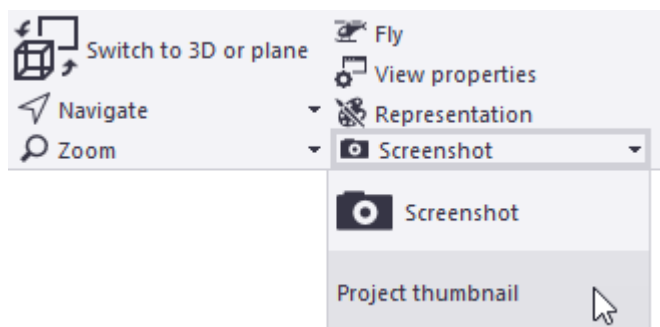 Switch to 3D or plane
Navigate
Zoom
Fly
View properties
Representation
Screenshot
Screenshot
Project thumbnail